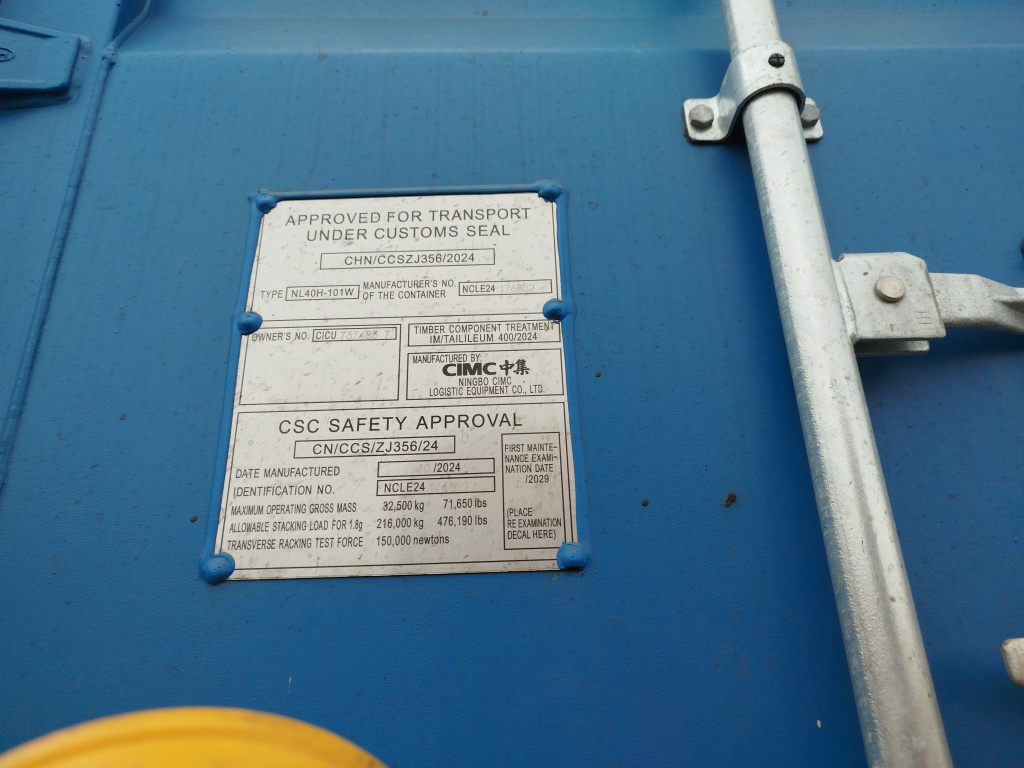 APPROVED FOR TRANSPORT
UNDER CUSTOMS SEAL
CHN/CCSZJ356/2024
TYPE NL40H-101W
MANUFACTURER'S NO.
OF THE CONTAINER
NCLE24
OWNER'S NO. CICU
TIMBER COMPONENT TREATMENT
IM/TAILILEUM 400/2024
MANUFACTURED BY:
CIMC 中集
NINGBO CIMC
LOGISTIC EQUIPMENT CO., LTD.
CSC SAFETY APPROVAL
CN/CCS/ZJ356/24
DATE MANUFACTURED /2024
IDENTIFICATION NO. NCLE24
MAXIMUM OPERATING GROSS MASS 32,500 kg 71,650 lbs
ALLOWABLE STACKING LOAD FOR 1.8g 216,000 kg 476,190 lbs
TRANSVERSE RACKING TEST FORCE 150,000 newtons
FIRST MAINTE-
NANCE EXAMI-
NATION DATE
/2029
(PLACE
RE EXAMINATION
DECAL HERE)